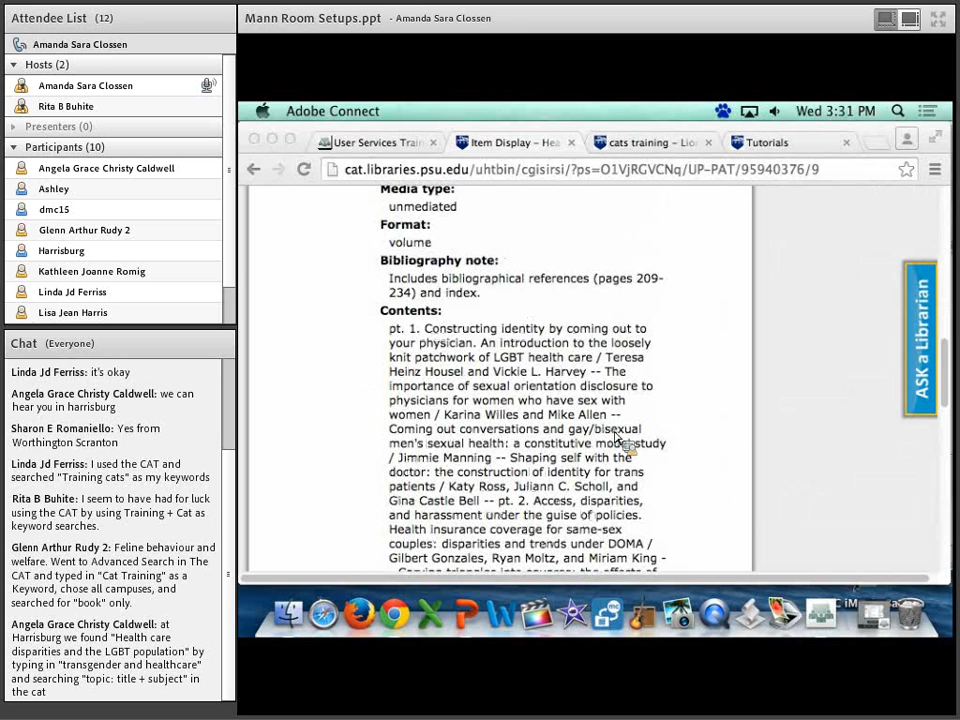 Attendee List (12)
Amanda Sara Clossen
Hosts (2)
Amanda Sara Clossen
Rita B Buhite
Presenters (0)
Participants (10)
Angela Grace Christy Caldwell
Ashley
dmc15
Glenn Arthur Rudy 2
Harrisburg
Kathleen Joanne Romig
Linda Jd Ferriss
Lisa Jean Harris
Chat (Everyone)
Linda Jd Ferriss: it's okay
Angela Grace Christy Caldwell: we can
hear you in harrisburg
Sharon E Romaniello: Yes from
Worthington Scranton
Linda Jd Ferriss: I used the CAT and
searched "Training cats" as my keywords
Rita B Buhite: I seem to have had for luck
using the CAT by using Training + Cat as
keyword searches.
Glenn Arthur Rudy 2: Feline behaviour and
welfare. Went to Advanced Search in The
CAT and typed in "Cat Training" as a
Keyword, chose all campuses, and
searched for "book" only.
Angela Grace Christy Caldwell: at
Harrisburg we found "Health care
disparities and the LGBT population" by
typing in "transgender and healthcare"
and searching "topic: title + subject" in
the cat
Mann Room Setups.ppt - Amanda Sara Clossen
Adobe Connect
Wed 3:31 PM
User Services Train
Item Display - Hea
cats training - Lio
Tutorials
cat.libraries.psu.edu/uhtbin/cgisirsi/?ps=O1VjRGVCNq/UP-PAT/95940376/9
Media type:
unmediated
Format:
volume
Bibliography note:
Includes bibliographical references (pages 209-
234) and index.
Contents:
pt. 1. Constructing identity by coming out to
your physician. An introduction to the loosely
knit patchwork of LGBT health care / Teresa
Heinz Housel and Vickie L. Harvey -- The
importance of sexual orientation disclosure to
physicians for women who have sex with
women / Karina Willes and Mike Allen --
Coming out conversations and gay/bisexual
men's sexual health: a constitutive model study
/ Jimmie Manning -- Shaping self with the
doctor: the construction of identity for trans
patients / Katy Ross, Juliann C. Scholl, and
Gina Castle Bell -- pt. 2. Access, disparities,
and harassment under the guise of policies.
Health insurance coverage for same-sex
couples: disparities and trends under DOMA /
Gilbert Gonzales, Ryan Moltz, and Miriam King -
ASK a Librarian